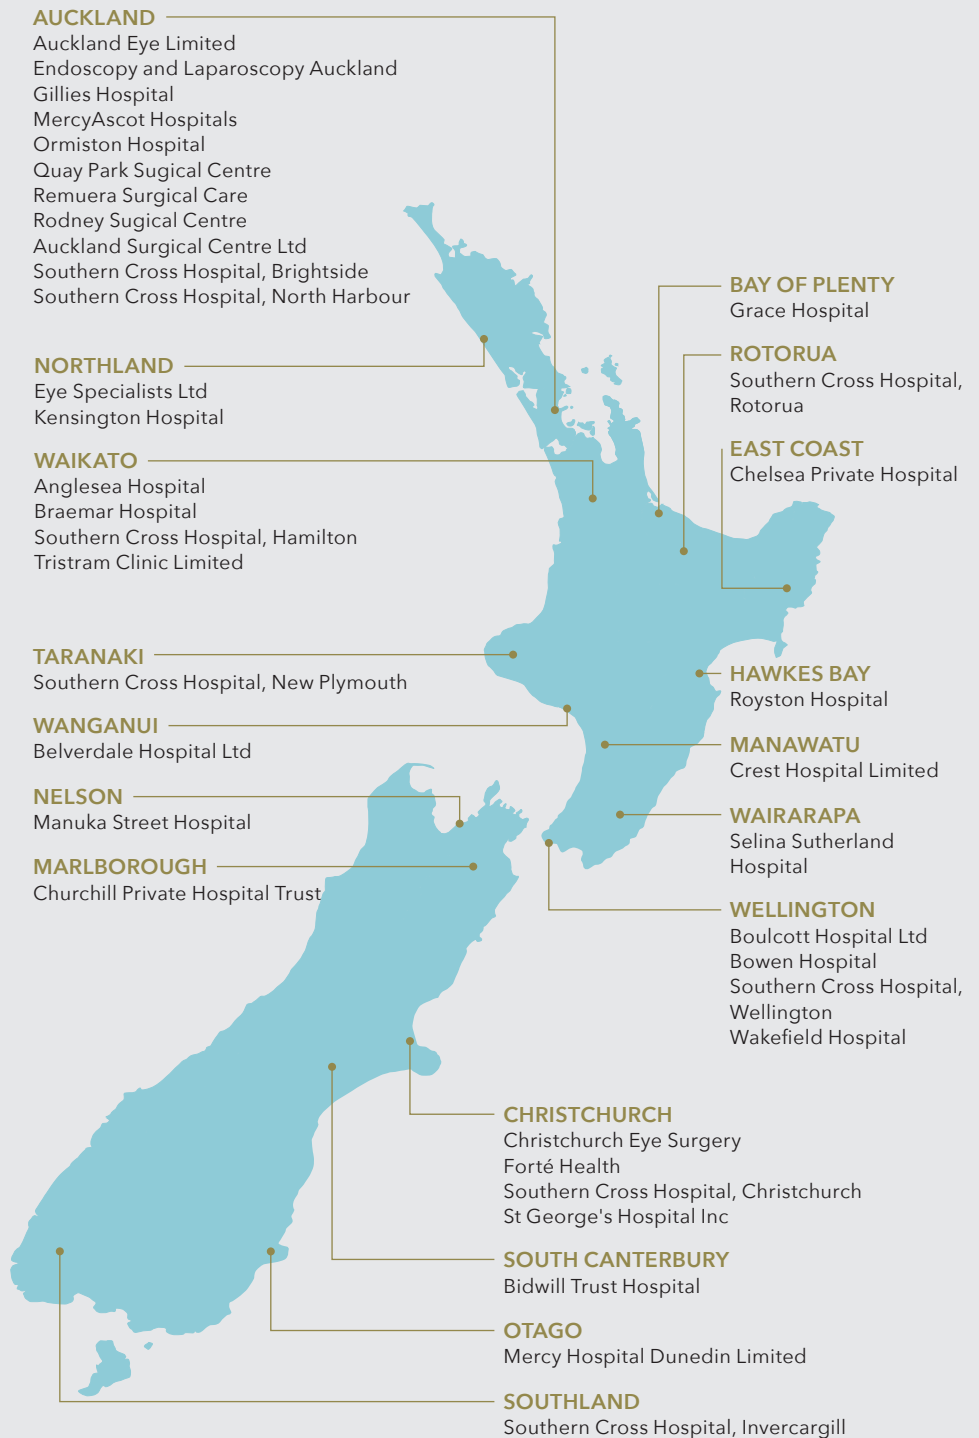 AUCKLAND
Auckland Eye Limited
Endoscopy and Laparoscopy Auckland
Gillies Hospital
MercyAscot Hospitals
Ormiston Hospital
Quay Park Sugical Centre
Remuera Surgical Care
Rodney Sugical Centre
Auckland Surgical Centre Ltd
Southern Cross Hospital, Brightside
Southern Cross Hospital, North Harbour
NORTHLAND
Eye Specialists Ltd
Kensington Hospital
WAIKATO
Anglesea Hospital
Braemar Hospital
Southern Cross Hospital, Hamilton
Tristram Clinic Limited
TARANAKI
Southern Cross Hospital, New Plymouth
WANGANUI
Belverdale Hospital Ltd
NELSON
Manuka Street Hospital
MARLBOROUGH
Churchill Private Hospital Trust
BAY OF PLENTY
Grace Hospital
ROTORUA
Southern Cross Hospital,
Rotorua
EAST COAST
Chelsea Private Hospital
HAWKES BAY
Royston Hospital
MANAWATU
Crest Hospital Limited
WAIRARAPA
Selina Sutherland
Hospital
WELLINGTON
Boulcott Hospital Ltd
Bowen Hospital
Southern Cross Hospital,
Wellington
Wakefield Hospital
CHRISTCHURCH
Christchurch Eye Surgery
Forté Health
Southern Cross Hospital, Christchurch
St George's Hospital Inc
SOUTH CANTERBURY
Bidwill Trust Hospital
OTAGO
Mercy Hospital Dunedin Limited
SOUTHLAND
Southern Cross Hospital, Invercargill